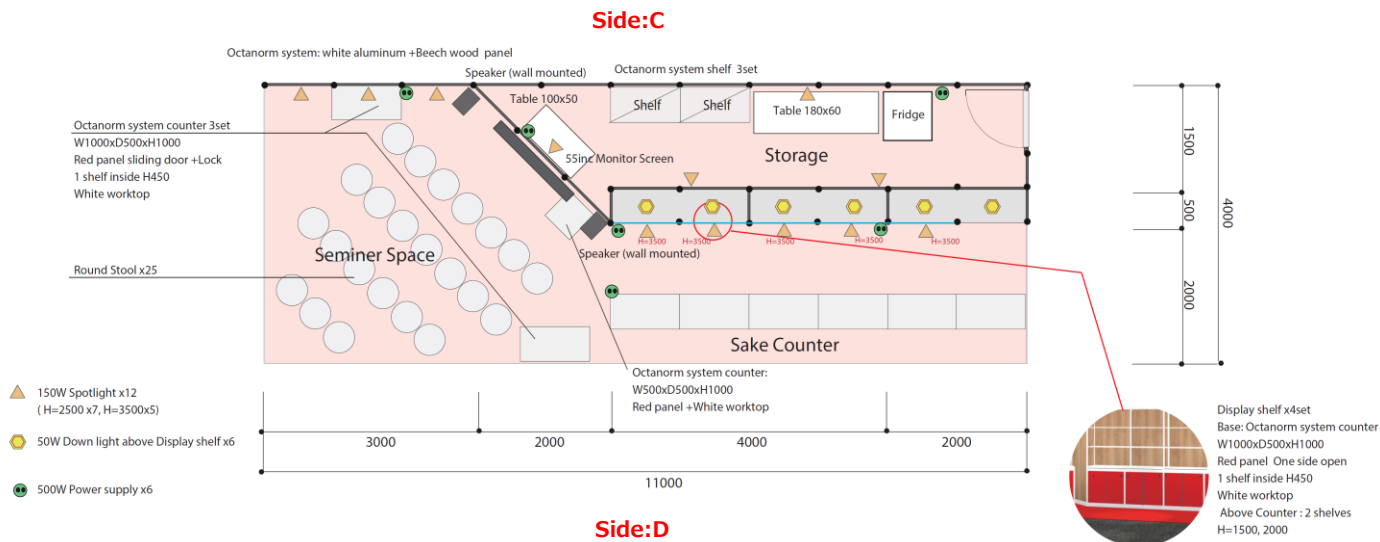 Side:C
Octanorm system: white aluminum +Beech wood panel
Speaker (wall mounted)
Octanorm system shelf 3set
Table 100x50
Shelf
Shelf
Table 180x60
Fridge
Octanorm system counter 3set
W1000xD500xH1000
Red panel sliding door +Lock
1 shelf inside H450
White worktop
55inc Monitor Screen
Storage
1500
500
4000
2000
H=3500
H=3500
H=3500
H=3500
H=3500
Speaker (wall mounted)
Seminer Space
Round Stool x25
Sake Counter
Octanorm system counter:
W500xD500xH1000
Red panel +White worktop
150W Spotlight x12
( H=2500 x7, H=3500x5)
50W Down light above Display shelf x6
500W Power supply x6
3000
2000
4000
2000
11000
Display shelf x4set
Base: Octanorm system counter
W1000xD500xH1000
Red panel One side open
1 shelf inside H450
White worktop
Above Counter : 2 shelves
H=1500, 2000
Side:D